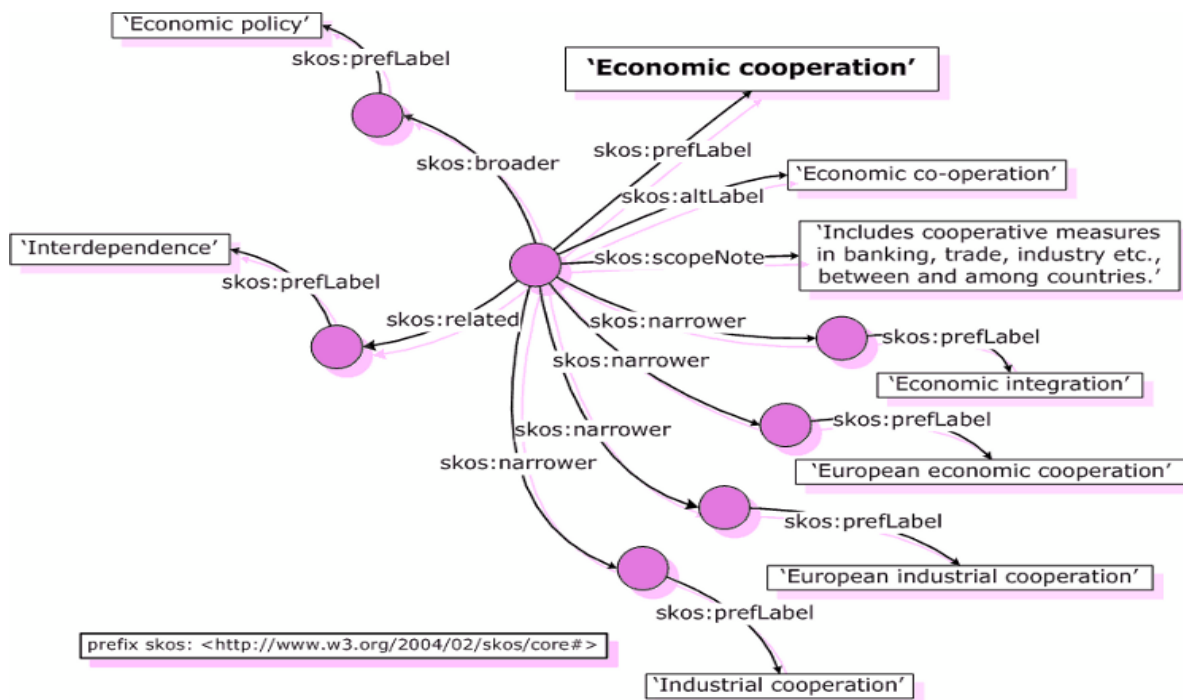 ‘Economic policy’
skos:prefLabel
‘Economic cooperation’
skos:broader
skos:prefLabel
skos:altLabel
‘Economic co-operation’
‘Interdependence’
skos:prefLabel
skos:scopeNote
‘Includes cooperative measures
in banking, trade, industry etc.,
between and among countries.’
skos:related
skos:narrower
skos:prefLabel
‘Economic integration’
skos:narrower
skos:prefLabel
‘European economic cooperation’
skos:narrower
skos:prefLabel
‘European industrial cooperation’
skos:narrower
skos:prefLabel
‘Industrial cooperation’
prefix skos: <http://www.w3.org/2004/02/skos/core#>